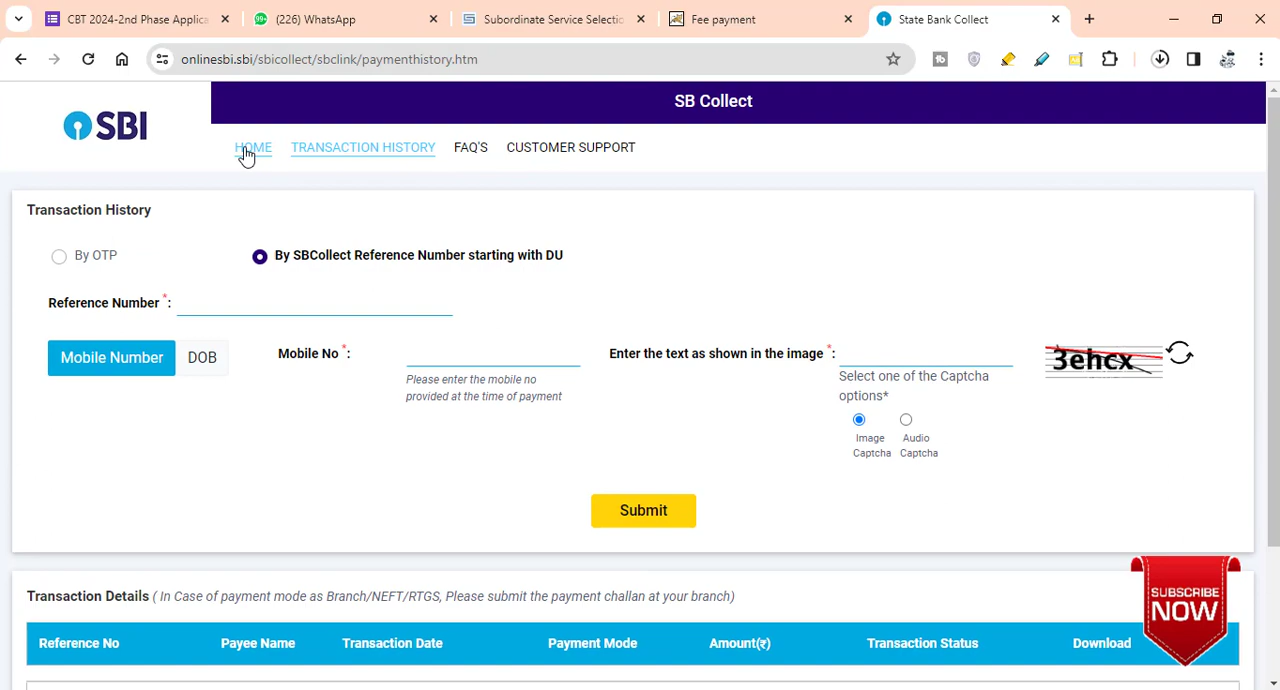 CBT 2024-2nd Phase Applica
(226) WhatsApp
Subordinate Service Selectio
Fee payment
State Bank Collect
onlinesbi.sbi/sbicollect/sbclink/paymenthistory.htm
SBI
SB Collect
HOME TRANSACTION HISTORY FAQ'S CUSTOMER SUPPORT
Transaction History
By OTP
By SBCollect Reference Number starting with DU
Reference Number *:
Mobile Number DOB
Mobile No *:
Please enter the mobile no
provided at the time of payment
Enter the text as shown in the image *:
3ehcx
Select one of the Captcha
options*
Image
Captcha
Audio
Captcha
Submit
Transaction Details ( In Case of payment mode as Branch/NEFT/RTGS, Please submit the payment challan at your branch)
Reference No Payee Name Transaction Date Payment Mode Amount(₹) Transaction Status Download
SUBSCRIBE
NOW